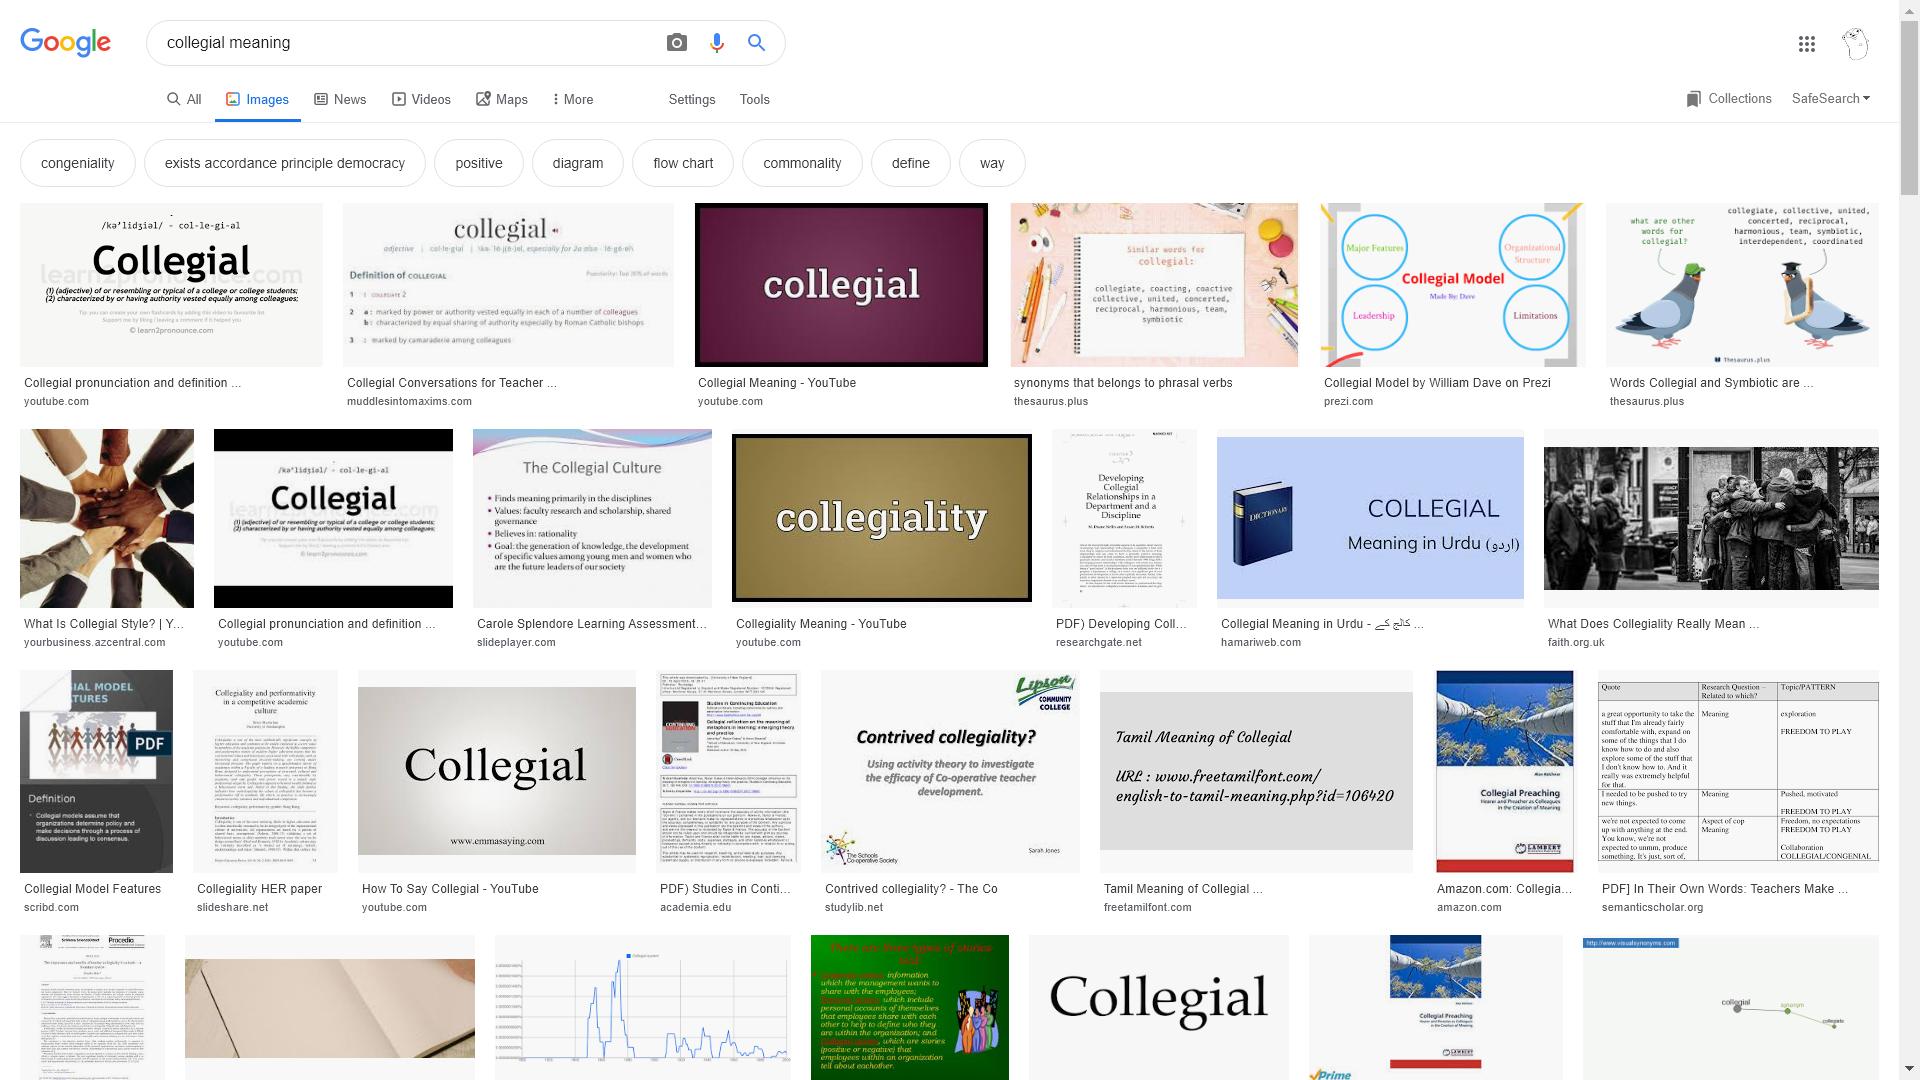 Google
collegial meaning
All
Images
News
Videos
Maps
More
Settings
Tools
Collections
SafeSearch
congeniality
exists accordance principle democracy
positive
diagram
flow chart
commonality
define
way
/kə'lidʒiəl/ - col-le-gi-al
Collegial
(1) (adjective) of or resembling or typical of a college or college students;
(2) characterized by or having authority vested equally among colleagues;
© learn2pronounce.com
Collegial pronunciation and definition ...
youtube.com
collegial
Definition of COLLEGIAL
Popularity: Top 20% of words
1 : COLLEGIATE 2
2 a : marked by power or authority vested equally in each of a number of colleagues
b : characterized by equal sharing of authority especially by Roman Catholic bishops
3 : marked by camaraderie among colleagues
Collegial Conversations for Teacher ...
muddlesintomaxims.com
collegial
Collegial Meaning - YouTube
youtube.com
Similar words for
collegial:
collegiate, coacting, coactive
collective, united, concerted,
reciprocal, harmonious, team,
symbiotic
synonyms that belongs to phrasal verbs
thesaurus.plus
Major Features
Organizational
Structure
Collegial Model
Made By: Dave
Leadership
Limitations
Collegial Model by William Dave on Prezi
prezi.com
what are other
words for
collegial?
collegiate, collective, united,
concerted, reciprocal,
harmonious, team, symbiotic,
interdependent, coordinated
Thesaurus.plus
Words Collegial and Symbiotic are ...
thesaurus.plus
What Is Collegial Style? | Y...
yourbusiness.azcentral.com
/kə'lidʒiəl/ - col-le-gi-al
Collegial
(1) (adjective) of or resembling or typical of a college or college students;
(2) characterized by or having authority vested equally among colleagues;
© learn2pronounce.com
Collegial pronunciation and definition ...
youtube.com
The Collegial Culture
Finds meaning primarily in the disciplines
Values: faculty research and scholarship, shared
governance
Believes in: rationality
Goal: the generation of knowledge, the development
of specific values among young men and women who
are the future leaders of our society
Carole Splendore Learning Assessment...
slideplayer.com
collegiality
Collegiality Meaning - YouTube
youtube.com
Developing
Collegial
Relationships in a
Department and a
Discipline
PDF) Developing Coll...
researchgate.net
DICTIONARY
COLLEGIAL
Meaning in Urdu (اردو)
Collegial Meaning in Urdu - کالج کے ...
hamariweb.com
What Does Collegiality Really Mean ...
faith.org.uk
GIAL MODEL
TURES
PDF
Definition
Collegial models assume that
organizations determine policy and
make decisions through a process of
discussion leading to consensus.
Collegial Model Features
scribd.com
Collegiality and performativity
in a competitive academic
culture
Collegiality HER paper
slideshare.net
Collegial
www.emmasaying.com
How To Say Collegial - YouTube
youtube.com
Studies in Continuing Education
Collegial reflection on the meaning of
metaphors in learning: emerging theory
and practice
PDF) Studies in Conti...
academia.edu
Lipson
COMMUNITY
COLLEGE
Contrived collegiality?
Using activity theory to investigate
the efficacy of Co-operative teacher
development.
The Schools
Co-operative Society
Sarah Jones
Contrived collegiality? - The Co
studylib.net
Tamil Meaning of Collegial
URL : www.freetamilfont.com/
english-to-tamil-meaning.php?id=106420
Tamil Meaning of Collegial ...
freetamilfont.com
Collegial Preaching
Hearer and Preacher as Colleagues
in the Creation of Meaning
LAMBERT
Amazon.com: Collegia...
amazon.com
Quote
Research Question –
Related to which?
Topic/PATTERN
a great opportunity to take the
stuff that I'm already fairly
comfortable with, expand on
some of the things that I do
know how to do and also
explore some of the stuff that
I don't know how to. And it
really was extremely helpful
for that.
Meaning
exploration
FREEDOM TO PLAY
I needed to be pushed to try
new things.
Meaning
Pushed, motivated
FREEDOM TO PLAY
we're not expected to come
up with anything at the end.
You know, we're not
expected to umm, produce
something. It's just, sort of,
Aspect of cop
Meaning
Freedom, no expectations
FREEDOM TO PLAY
Collaboration
COLLEGIAL/CONGENIAL
PDF] In Their Own Words: Teachers Make ...
semanticscholar.org
Procedia
There are three types of stories
information
which the management wants to
share with the employees;
which include
personal accounts of themselves
that employees share with each
other to help to define who they
are within the organization; and
which are stories
(positive or negative) that
employees within an organization
tell about eachother.
Collegial
Collegial Preaching
LAMBERT
Prime
http://www.visualsynonyms.com
collegial
synonym
collegiate